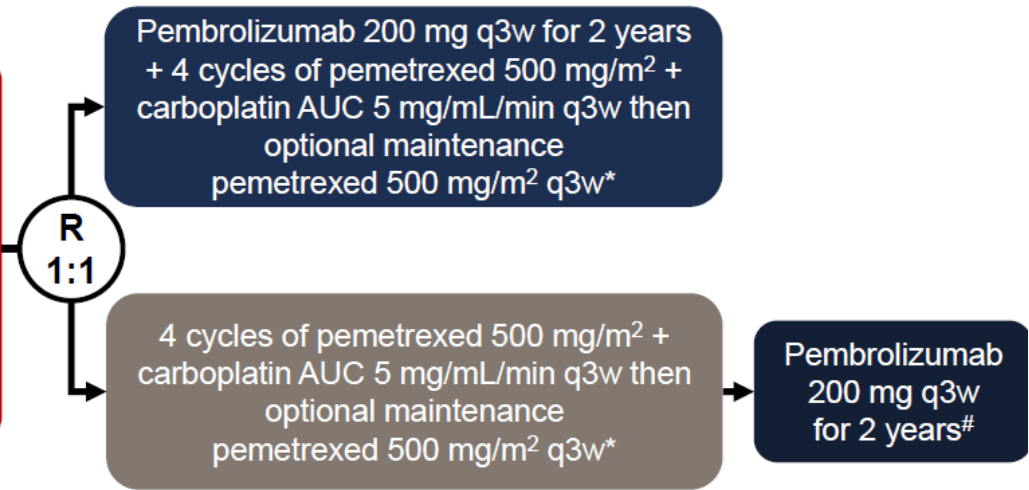 Pembrolizumab 200 mg q3w for 2 years
+ 4 cycles of pemetrexed 500 mg/m² +
carboplatin AUC 5 mg/mL/min q3w then
optional maintenance
pemetrexed 500 mg/m² q3w*
R
1:1
4 cycles of pemetrexed 500 mg/m² +
carboplatin AUC 5 mg/mL/min q3w then
optional maintenance
pemetrexed 500 mg/m² q3w*
Pembrolizumab
200 mg q3w
for 2 years#